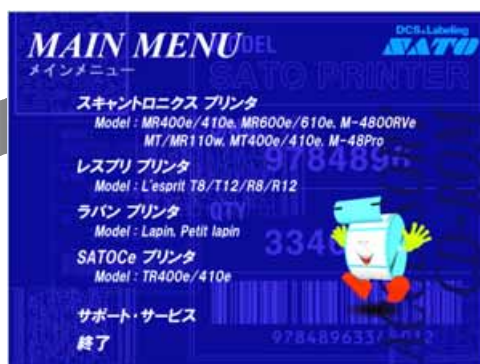 MAIN MENU
メインメニュー
DCS & Labeling
SATO
MODEL
SATO PRINTER
スキャントロニクス プリンタ
Model : MR400e/410e, MR600e/610e, M-4800RVe
MT/MR110w, MT400e/410e, M-48Pro
レスプリ プリンタ
Model : L'esprit T8/T12/R8/R12
ラパン プリンタ
Model : Lapin, Petit lapin
QTY
SATOCe プリンタ
Model : TR400e/410e
サポート・サービス
終了